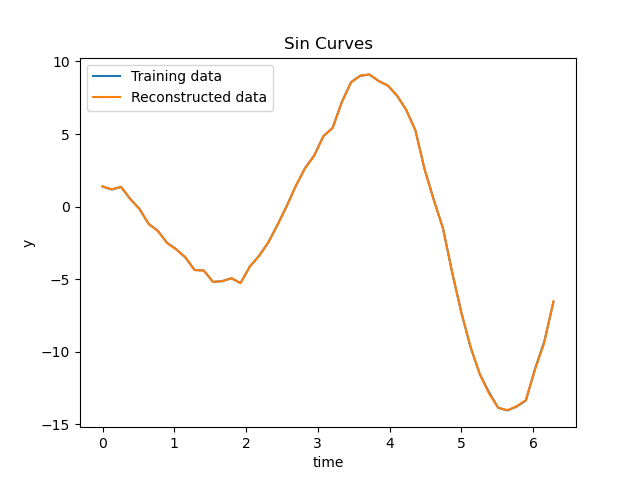 Sin Curves
Training data
Reconstructed data
10
5
0
−5
−10
−15
y
0 1 2 3 4 5 6
time